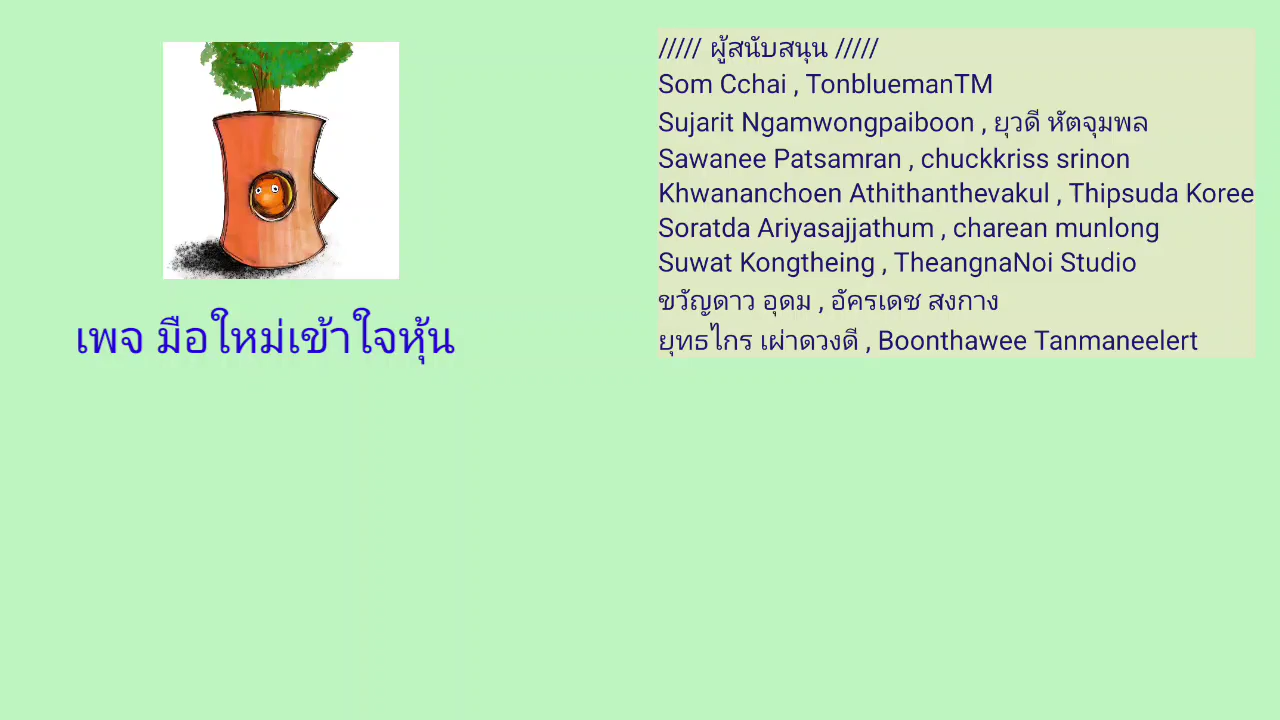 เพจ มือใหม่เข้าใจหุ้น
///// ผู้สนับสนุน /////
Som Cchai , TonbluemanTM
Sujarit Ngamwongpaiboon , ยุวดี หัตจุมพล
Sawanee Patsamran , chuckkriss srinon
Khwananchoen Athithanthevakul , Thipsuda Koree
Soratda Ariyasajjathum , charean munlong
Suwat Kongtheing , TheangnaNoi Studio
ขวัญดาว อุดม , อัครเดช สงกาง
ยุทธไกร เผ่าดวงดี , Boonthawee Tanmaneelert